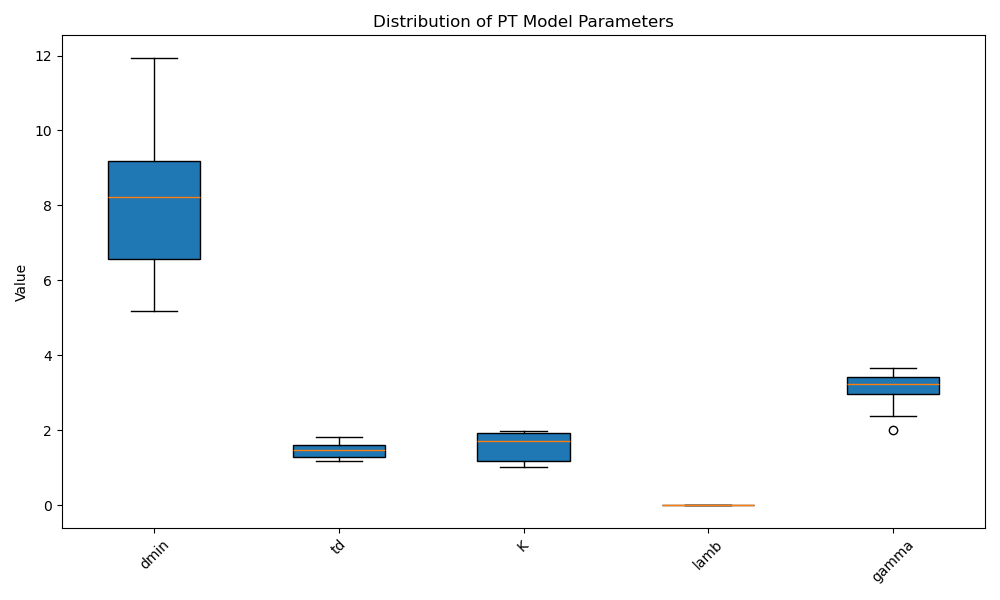 Distribution of PT Model Parameters
Value
12
10
8
6
4
2
0
dmin
td
K
lamb
gamma